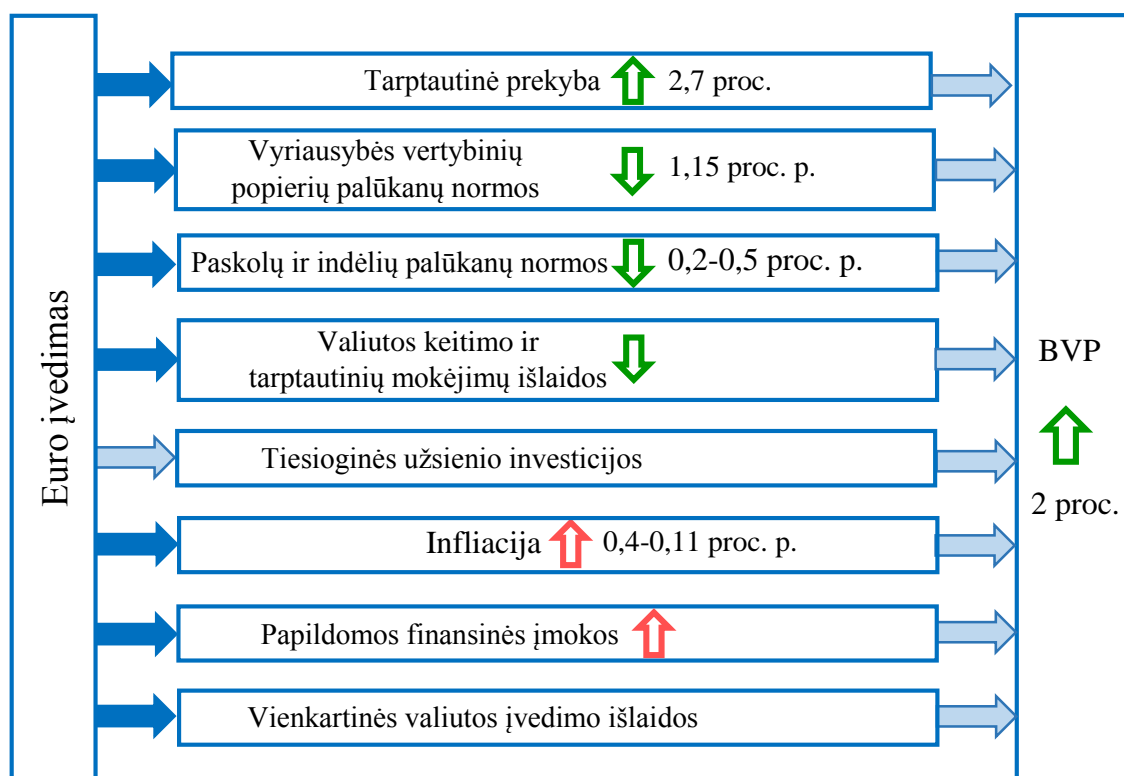 Euro įvedimas
Tarptautinė prekyba 2,7 proc.
Vyriausybės vertybinių
popierių palūkanų normos 1,15 proc. p.
Paskolų ir indėlių palūkanų normos 0,2-0,5 proc. p.
Valiutos keitimo ir
tarptautinių mokėjimų išlaidos
Tiesioginės užsienio investicijos
Infliacija 0,4-0,11 proc. p.
Papildomos finansinės įmokos
Vienkartinės valiutos įvedimo išlaidos
BVP
2 proc.